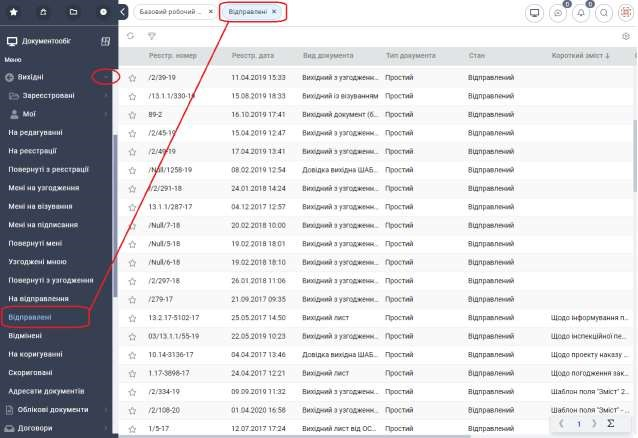 Базовий робочий ... ×
Відправлені ×
0
0
Документообіг
Меню
Вихідні
Зареєстровані
Мої
На редагуванні
На реєстрації
Повернуті з реєстрації
Мені на узгодження
Мені на візування
Мені на підписання
Повернуті мені
Узгоджені мною
Повернуті з узгодження
На відправлення
Відправлені
Відмінені
На коригуванні
Скориговані
Адресати документів
Облікові документи
Договори
Реєстр. номер Реєстр. дата Вид документа Тип документа Стан Короткий зміст ↓
/2/39-19 11.04.2019 15:33 Вихідний з узгодженн... Простий Відправлений
/13.1.1/330-19 15.08.2019 18:33 Вихідний із візуванням Простий Відправлений
89-2 16.10.2019 17:41 Вихідний документ (б... Простий Відправлений
/2/45-19 15.04.2019 12:47 Вихідний з узгодженн... Простий Відправлений
/2/49-19 17.04.2019 13:41 Вихідний з узгодженн... Простий Відправлений
/Null/1258-19 08.02.2019 12:54 Довідка вихідна ШАБ... Простий Відправлений
/2/291-18 24.01.2018 14:24 Вихідний з узгодженн... Простий Відправлений
13.1.1/287-17 04.12.2017 12:57 Вихідний з узгодженн... Простий Відправлений
/Null/7-18 20.02.2018 10:00 Вихідний з узгодженн... Простий Відправлений
/Null/5-18 19.02.2018 18:01 Вихідний з узгодженн... Простий Відправлений
/Null/6-18 19.02.2018 18:10 Вихідний з узгодженн... Простий Відправлений
/2/297-18 26.01.2018 11:06 Вихідний з узгодженн... Простий Відправлений
/279-17 21.09.2017 09:35 Вихідний з узгодженн... Простий Відправлений
13.2.17-5102-17 25.05.2017 14:50 Вихідний лист Простий Відправлений Щодо інформування п...
03/13.1.1/55-19 22.05.2019 10:23 Вихідний з узгодженн... Простий Відправлений Щодо інспекційної пе...
10.14-3136-17 04.04.2017 13:46 Довідка вихідна ШАБ... Простий Відправлений Щодо проекту наказу ...
1.17-3898-17 24.04.2017 12:21 Вихідний лист Простий Відправлений Щодо погодження зак...
/2/334-19 09.09.2019 11:32 Вихідний з узгодженн... Простий Відправлений Шаблон поля "Зміст" 2...
/2/108-20 01.04.2020 16:58 Вихідний з узгодженн... Простий Відправлений Шаблон поля "Зміст" - ...
1/5-17 12.07.2017 17:24 Вихідний лист від ОС... Простий Відправлений
1 Σ